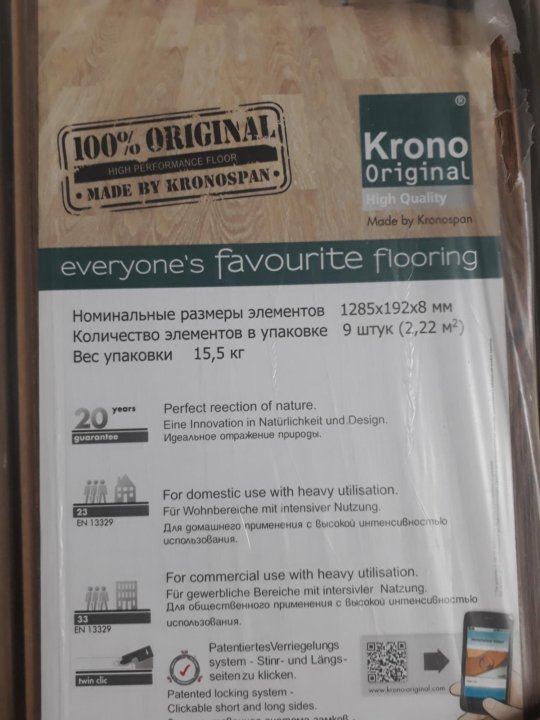 100% ORIGINAL
HIGH PERFORMANCE FLOOR
• MADE BY KRONOSPAN •
Krono®
Original
High Quality
Made by Kronospan
everyone's favourite flooring
Номинальные размеры элементов 1285x192x8 мм
Количество элементов в упаковке 9 штук (2,22 м²)
Вес упаковки 15,5 кг
20 years
guarantee
Perfect reection of nature.
Eine Innovation in Natürlichkeit und Design.
Идеальное отражение природы.
23
EN 13329
For domestic use with heavy utilisation.
Für Wohnbereiche mit intensiver Nutzung.
Для домашнего применения с высокой интенсивностью
использования.
33
EN 13329
For commercial use with heavy utilisation.
Für gewerbliche Bereiche mit intersivler Nutzung.
Для общественного применения с высокой интенсивностью
использования.
twin clic
PatentiertesVerriegelungs
system - Stinr- und Längs-
seiten zu klicken.
Patented locking system -
Clickable short and long sides.
www.krono-original.com